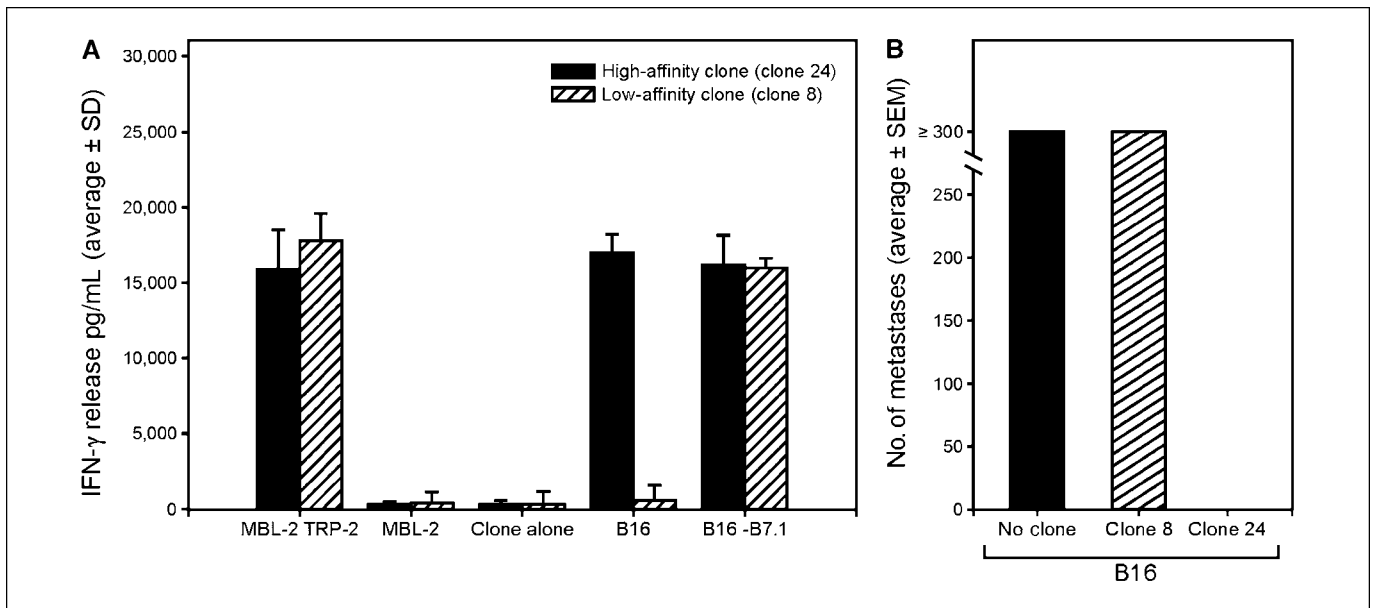 A
30,000
25,000
20,000
15,000
10,000
5,000
0
IFN-γ release pg/mL (average ± SD)
High-affinity clone (clone 24)
Low-affinity clone (clone 8)
MBL-2 TRP-2 MBL-2 Clone alone B16 B16 -B7.1
B
≥ 300
250
200
150
100
50
0
No. of metastases (average ± SEM)
No clone Clone 8 Clone 24
B16